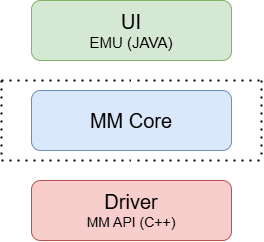 UI
EMU (JAVA)
MM Core
Driver
MM API (C++)